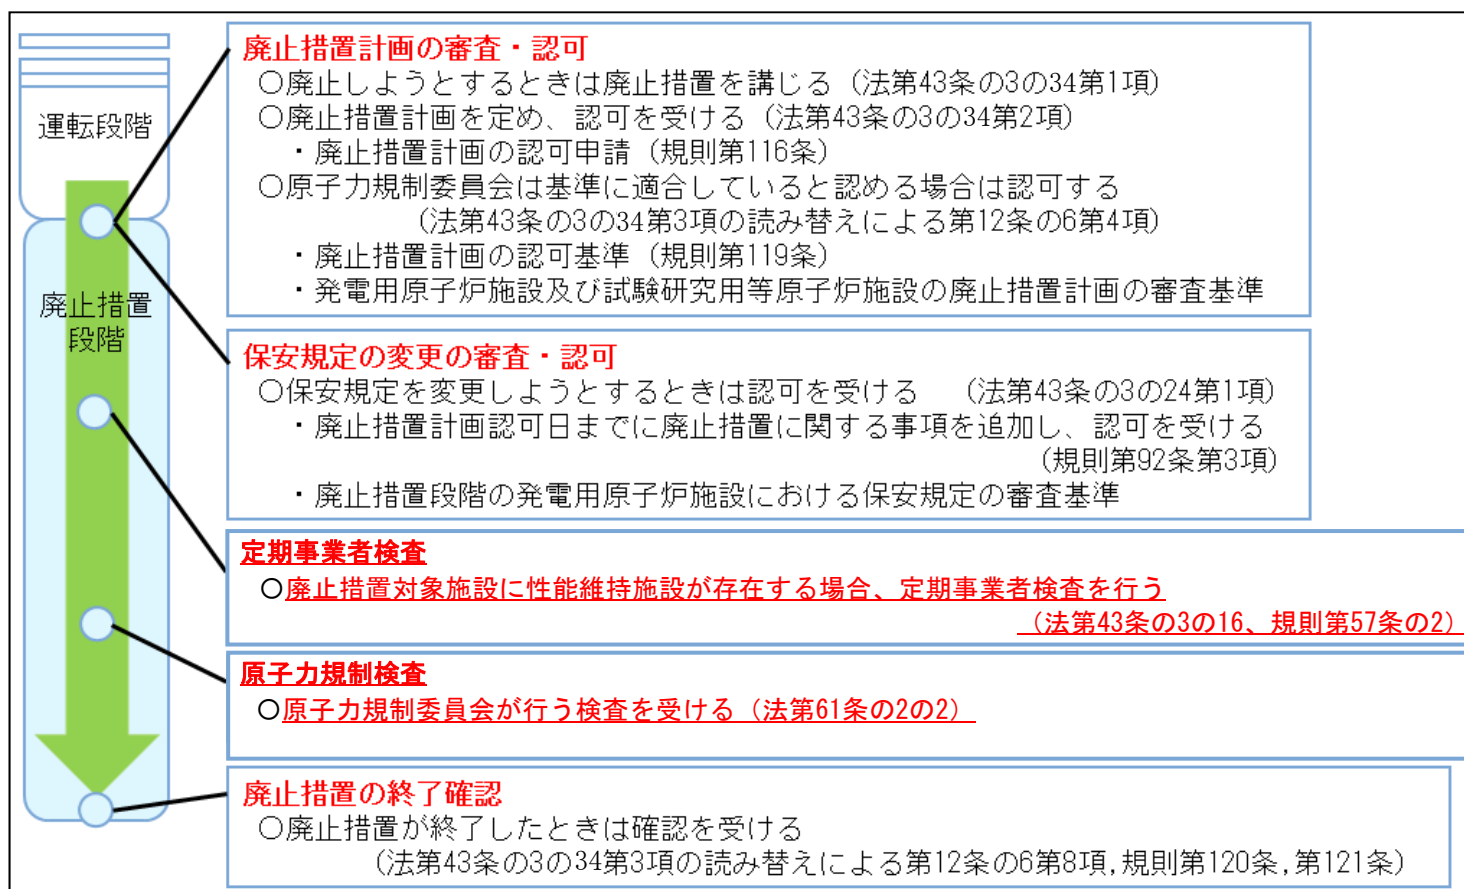 運転段階
廃止措置
段階
廃止措置計画の審査・認可
○廃止しようとするときは廃止措置を講じる（法第43条の3の34第1項）
○廃止措置計画を定め、認可を受ける（法第43条の3の34第2項）
・廃止措置計画の認可申請（規則第116条）
○原子力規制委員会は基準に適合していると認める場合は認可する
（法第43条の3の34第3項の読み替えによる第12条の6第4項）
・廃止措置計画の認可基準（規則第119条）
・発電用原子炉施設及び試験研究用等原子炉施設の廃止措置計画の審査基準
保安規定の変更の審査・認可
○保安規定を変更しようとするときは認可を受ける （法第43条の3の24第1項）
・廃止措置計画認可日までに廃止措置に関する事項を追加し、認可を受ける
（規則第92条第3項）
・廃止措置段階の発電用原子炉施設における保安規定の審査基準
定期事業者検査
○廃止措置対象施設に性能維持施設が存在する場合、定期事業者検査を行う
（法第43条の3の16、規則第57条の2）
原子力規制検査
○原子力規制委員会が行う検査を受ける（法第61条の2の2）
廃止措置の終了確認
○廃止措置が終了したときは確認を受ける
（法第43条の3の34第3項の読み替えによる第12条の6第8項,規則第120条,第121条）